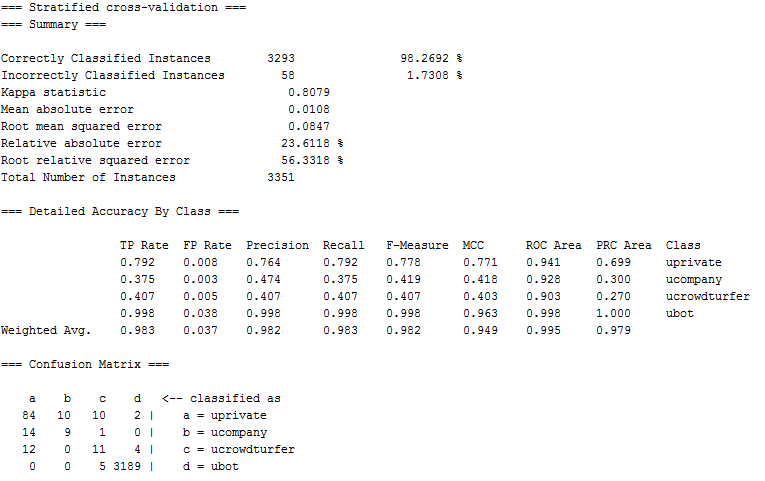 === Stratified cross-validation ===
=== Summary ===
Correctly Classified Instances 3293 98.2692 %
Incorrectly Classified Instances 58 1.7308 %
Kappa statistic 0.8079
Mean absolute error 0.0108
Root mean squared error 0.0847
Relative absolute error 23.6118 %
Root relative squared error 56.3318 %
Total Number of Instances 3351
=== Detailed Accuracy By Class ===
TP Rate FP Rate Precision Recall F-Measure MCC ROC Area PRC Area Class
0.792 0.008 0.764 0.792 0.778 0.771 0.941 0.699 uprivate
0.375 0.003 0.474 0.375 0.419 0.418 0.928 0.300 ucompany
0.407 0.005 0.407 0.407 0.407 0.403 0.903 0.270 ucrowdturfer
0.998 0.038 0.998 0.998 0.998 0.963 0.998 1.000 ubot
Weighted Avg. 0.983 0.037 0.982 0.983 0.982 0.949 0.995 0.979
=== Confusion Matrix ===
a b c d <-- classified as
84 10 10 2 | a = uprivate
14 9 1 0 | b = ucompany
12 0 11 4 | c = ucrowdturfer
0 0 5 3189 | d = ubot